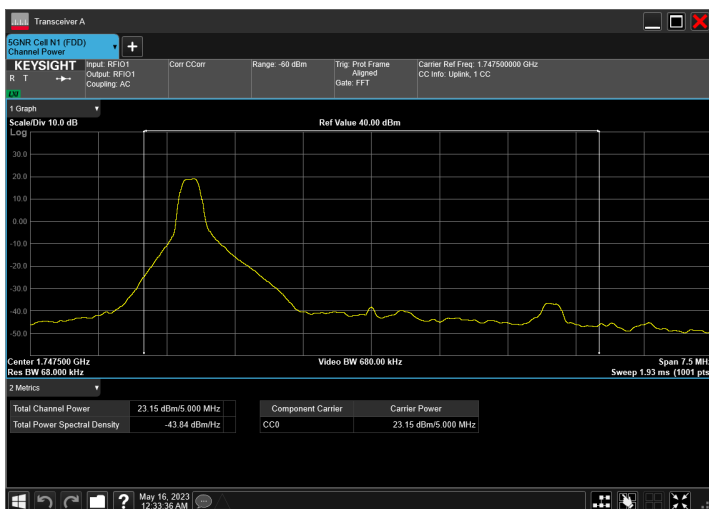 Transceiver A
5GNR Cell N1 (FDD)
Channel Power
KEYSIGHT
R T
LXI
Input: RFIO1
Output: RFIO1
Coupling: AC
Corr CCorr
Range: -60 dBm
Trig: Prot Frame
Aligned
Gate: FFT
Carrier Ref Freq: 1.747500000 GHz
CC Info: Uplink, 1 CC
1 Graph
Scale/Div 10.0 dB
Ref Value 40.00 dBm
Log
30.0
20.0
10.0
0.00
-10.0
-20.0
-30.0
-40.0
-50.0
Center 1.747500 GHz
Video BW 680.00 kHz
Span 7.5 MHz
Res BW 68.000 kHz
Sweep 1.93 ms (1001 pts
2 Metrics
Total Channel Power 23.15 dBm/5.000 MHz
Total Power Spectral Density -43.84 dBm/Hz
Component Carrier Carrier Power
CC0 23.15 dBm/5.000 MHz
May 16, 2023
12:33:36 AM